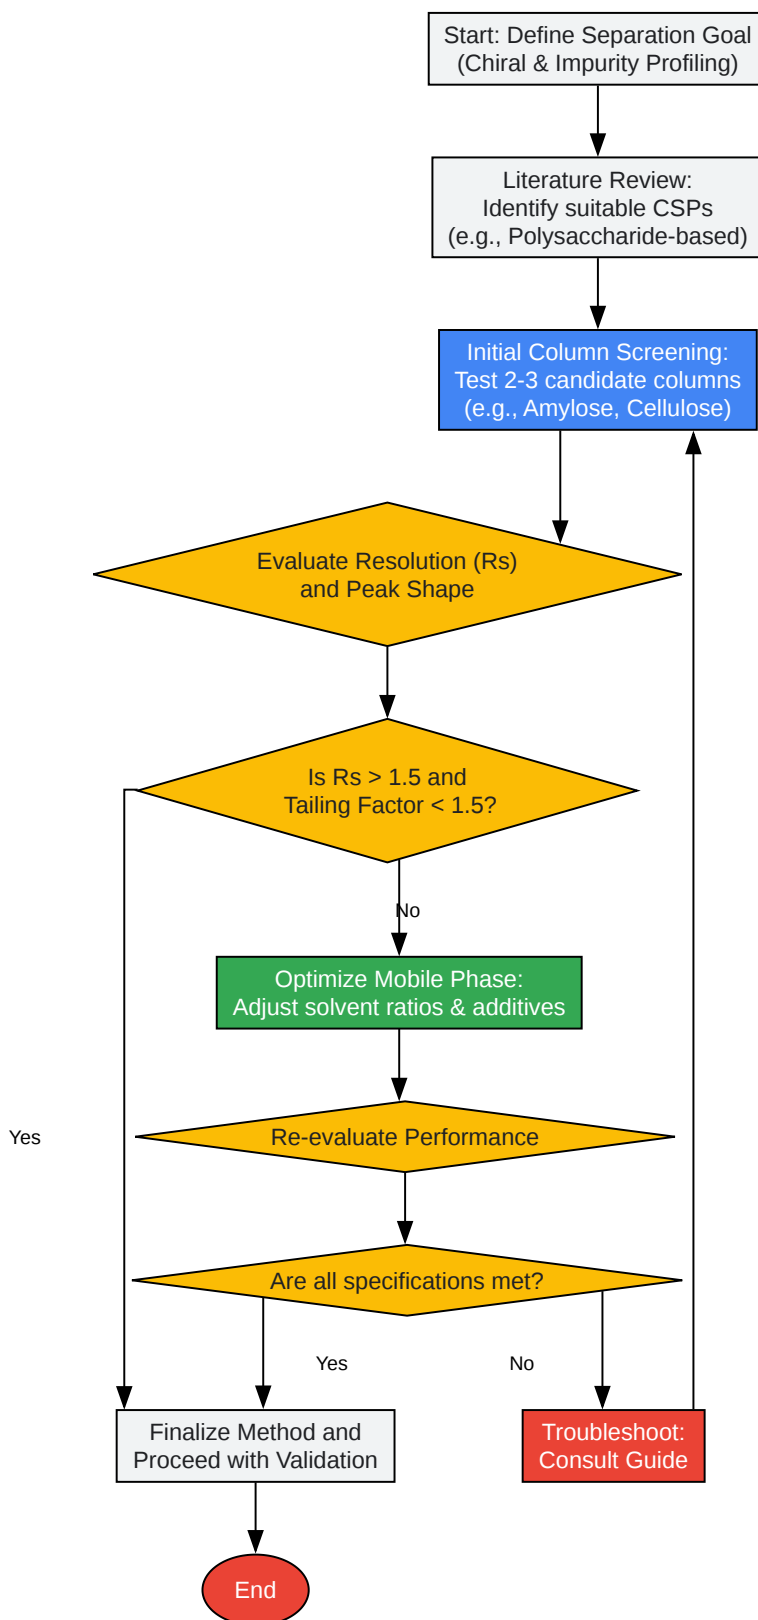 Start: Define Separation Goal
(Chiral & Impurity Profiling)
Literature Review:
Identify suitable CSPs
(e.g., Polysaccharide-based)
Initial Column Screening:
Test 2-3 candidate columns
(e.g., Amylose, Cellulose)
Evaluate Resolution (Rs)
and Peak Shape
Is Rs > 1.5 and
Tailing Factor < 1.5?
No
Optimize Mobile Phase:
Adjust solvent ratios & additives
Yes
Re-evaluate Performance
Are all specifications met?
Yes
No
Finalize Method and
Proceed with Validation
Troubleshoot:
Consult Guide
End